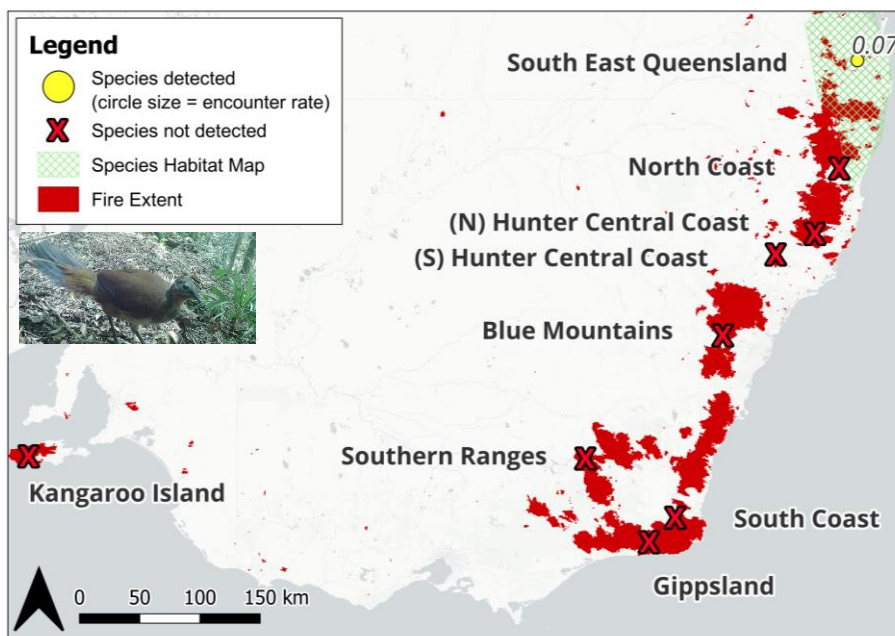 Legend
Species detected
(circle size = encounter rate)
Species not detected
Species Habitat Map
Fire Extent
0.07
South East Queensland
North Coast
(N) Hunter Central Coast
(S) Hunter Central Coast
Blue Mountains
Southern Ranges
Kangaroo Island
South Coast
Gippsland
0 50 100 150 km